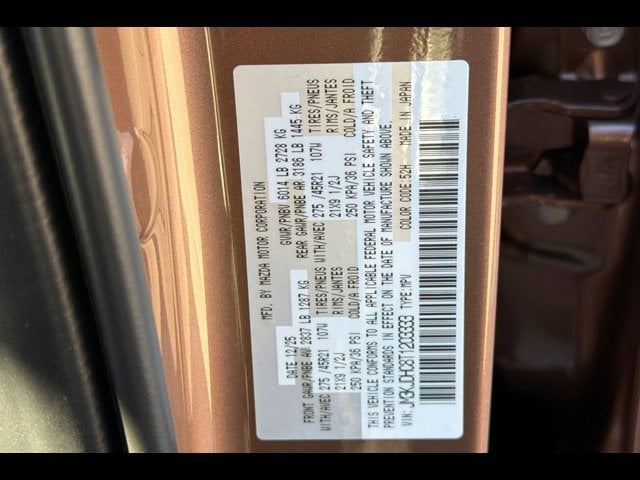 MFD. BY MAZDA MOTOR CORPORATION
DATE 12/25 GVWR/PNBV 6014 LB 2728 KG
FRONT GAWR/PNBE AV 2837 LB 1287 KG REAR GAWR/PNBE AR 3186 LB 1445 KG
WITH/AVEC 275 /45R21 107W TIRES/PNEUS WITH/AVEC 275 /45R21 107W TIRES/PNEUS
21X9 1/2J RIMS/JANTES 21X9 1/2J RIMS/JANTES
250 KPA/36 PSI COLD/A FROID 250 KPA/36 PSI COLD/A FROID
THIS VEHICLE CONFORMS TO ALL APPLICABLE FEDERAL MOTOR VEHICLE SAFETY AND THEFT
PREVENTION STANDARDS IN EFFECT ON THE DATE OF MANUFACTURE SHOWN ABOVE.
COLOR CODE:52H MADE IN JAPAN
VIN: TYPE:MPV